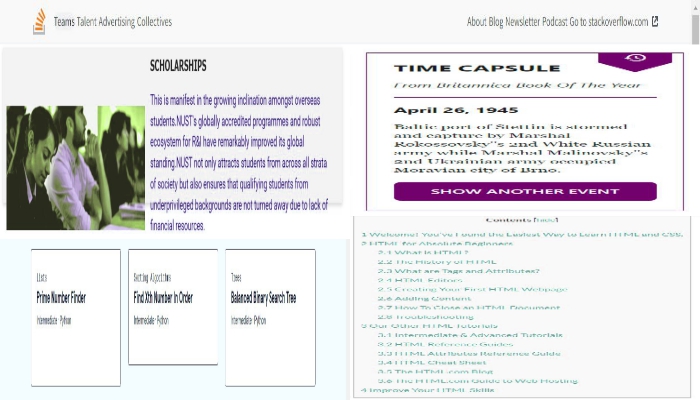 Teams Talent Advertising Collectives
About Blog Newsletter Podcast Go to stackoverflow.com
SCHOLARSHIPS
This is manifest in the growing inclination amongst overseas
students.NUST's globally accredited programmes and robust
ecosystem for R&I have remarkably improved its global
standing.NUST not only attracts students from across all strata
of society but also ensures that qualifying students from
underprivileged backgrounds are not turned away due to lack of
financial resources.
TIME CAPSULE
From Britannica Book Of The Year
April 26, 1945
Baltic port of Stettin is stormed
and capture by Marshal
Rokossovsky"s 2nd White Russian
army while Marshal Malinovsky"s
2nd Ukrainian army occupied
Moravian city of Brno.
SHOW ANOTHER EVENT
Lists
Prime Number Finder
Intermediate · Python
Sorting Algorithm
Find Xth Number In Order
Intermediate · Python
Trees
Balanced Binary Search Tree
Intermediate · Python
Contents [hide]
1 Welcome! You've Found the Easiest Way to Learn HTML and CSS.
2 HTML for Absolute Beginners
2.1 What is HTML?
2.2 The History of HTML
2.3 What are Tags and Attributes?
2.4 HTML Editors
2.5 Creating Your First HTML Webpage
2.6 Adding Content
2.7 How To Close an HTML Document
2.8 Troubleshooting
3 Our Other HTML Tutorials
3.1 Intermediate & Advanced Tutorials
3.2 HTML Reference Guides
3.3 HTML Attributes Reference Guide
3.4 HTML Cheat Sheet
3.5 The HTML.com Blog
3.6 The HTML.com Guide to Web Hosting
4 Improve Your HTML Skills